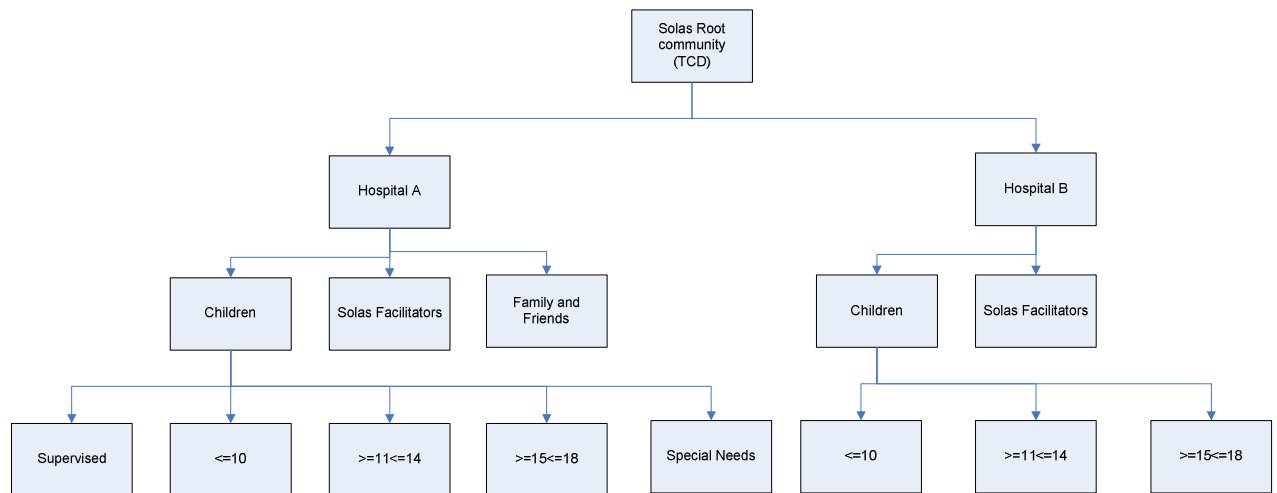 Solas Root
community
(TCD)
Hospital A
Hospital B
Children
Solas Facilitators
Family and
Friends
Children
Solas Facilitators
Supervised
<=10
>=11<=14
>=15<=18
Special Needs
<=10
>=11<=14
>=15<=18